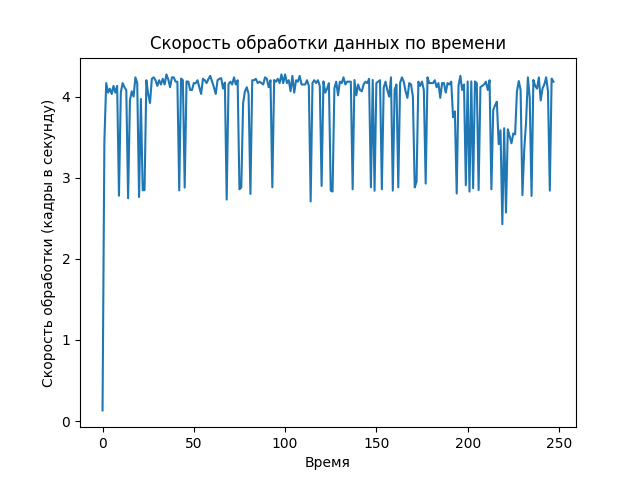 Скорость обработки данных по времени
Скорость обработки (кадры в секунду)
4
3
2
1
0
0 50 100 150 200 250
Время